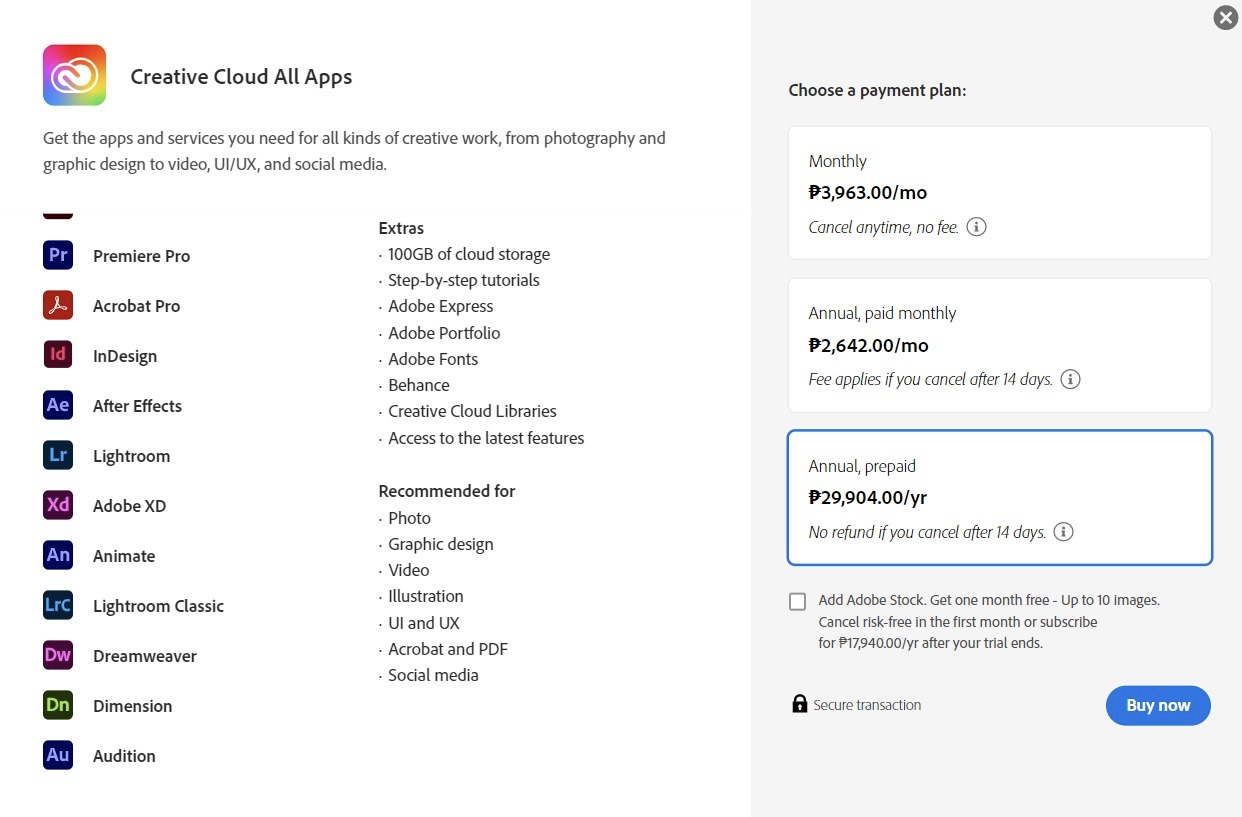 Creative Cloud All Apps
Get the apps and services you need for all kinds of creative work, from photography and
graphic design to video, UI/UX, and social media.
Pr Premiere Pro
Acrobat Pro
Id InDesign
Ae After Effects
Lr Lightroom
Xd Adobe XD
An Animate
LrC Lightroom Classic
Dw Dreamweaver
Dn Dimension
Au Audition
Extras
· 100GB of cloud storage
· Step-by-step tutorials
· Adobe Express
· Adobe Portfolio
· Adobe Fonts
· Behance
· Creative Cloud Libraries
· Access to the latest features
Recommended for
· Photo
· Graphic design
· Video
· Illustration
· UI and UX
· Acrobat and PDF
· Social media
Choose a payment plan:
Monthly
₱3,963.00/mo
Cancel anytime, no fee.
Annual, paid monthly
₱2,642.00/mo
Fee applies if you cancel after 14 days.
Annual, prepaid
₱29,904.00/yr
No refund if you cancel after 14 days.
Add Adobe Stock. Get one month free - Up to 10 images.
Cancel risk-free in the first month or subscribe
for ₱17,940.00/yr after your trial ends.
Secure transaction
Buy now